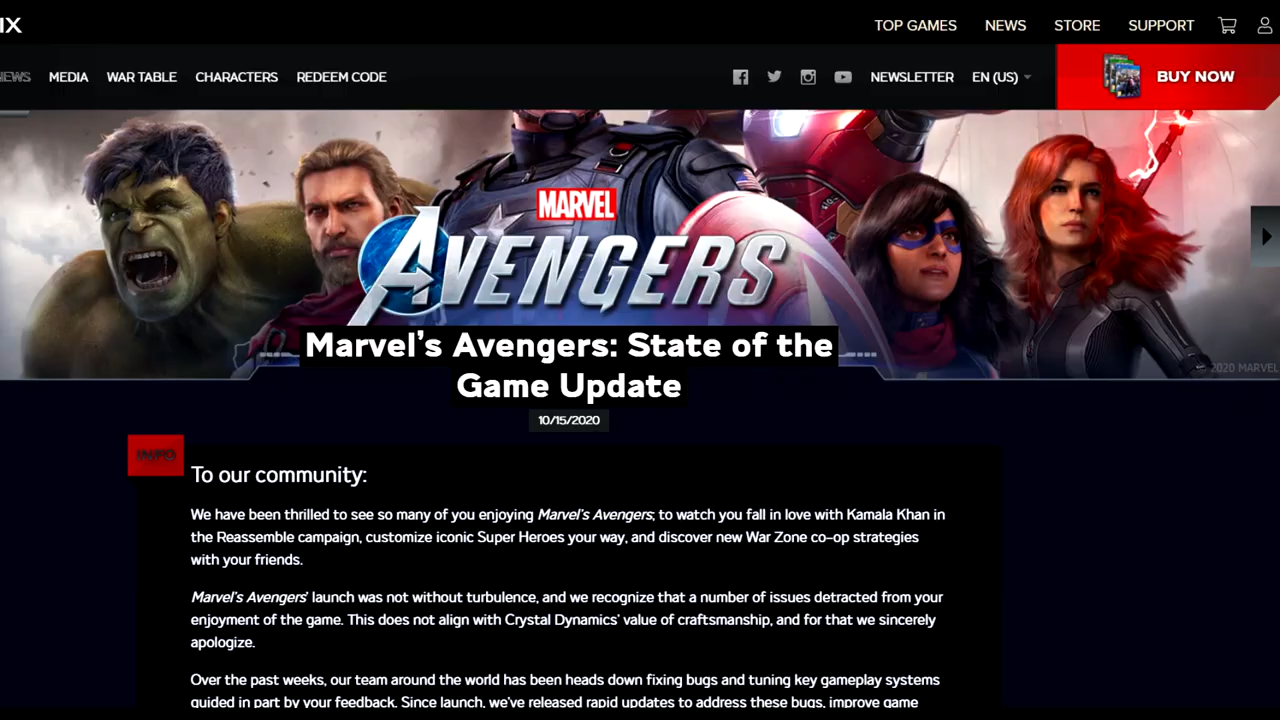 IX
TOP GAMES NEWS STORE SUPPORT
NEWS MEDIA WAR TABLE CHARACTERS REDEEM CODE NEWSLETTER EN (US) BUY NOW
MARVEL
AVENGERS
© 2020 MARVEL
Marvel's Avengers: State of the
Game Update
10/15/2020
INFO
To our community:
We have been thrilled to see so many of you enjoying Marvel's Avengers; to watch you fall in love with Kamala Khan in
the Reassemble campaign, customize iconic Super Heroes your way, and discover new War Zone co-op strategies
with your friends.
Marvel's Avengers' launch was not without turbulence, and we recognize that a number of issues detracted from your
enjoyment of the game. This does not align with Crystal Dynamics' value of craftsmanship, and for that we sincerely
apologize.
Over the past weeks, our team around the world has been heads down fixing bugs and tuning key gameplay systems
guided in part by your feedback. Since launch, we've released rapid updates to address these bugs, improve game